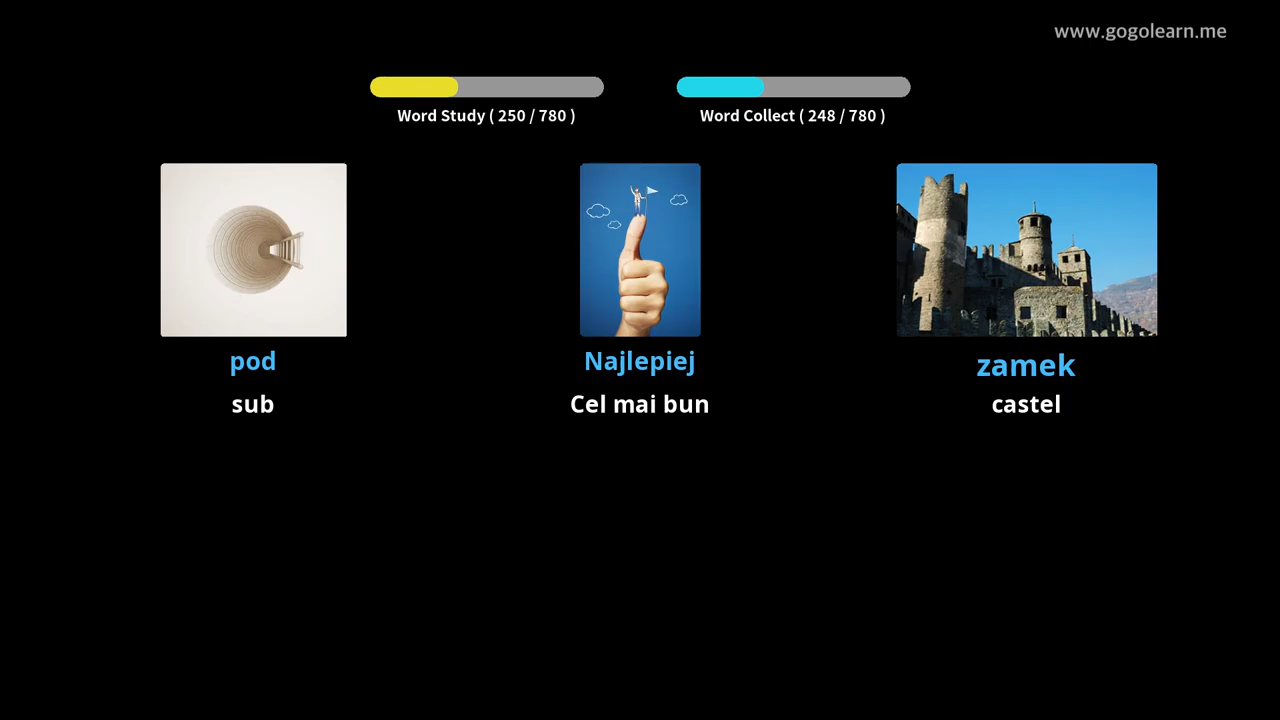 www.gogolearn.me
Word Study ( 250 / 780 )
Word Collect ( 248 / 780 )
pod
Najlepiej
zamek
sub
Cel mai bun
castel